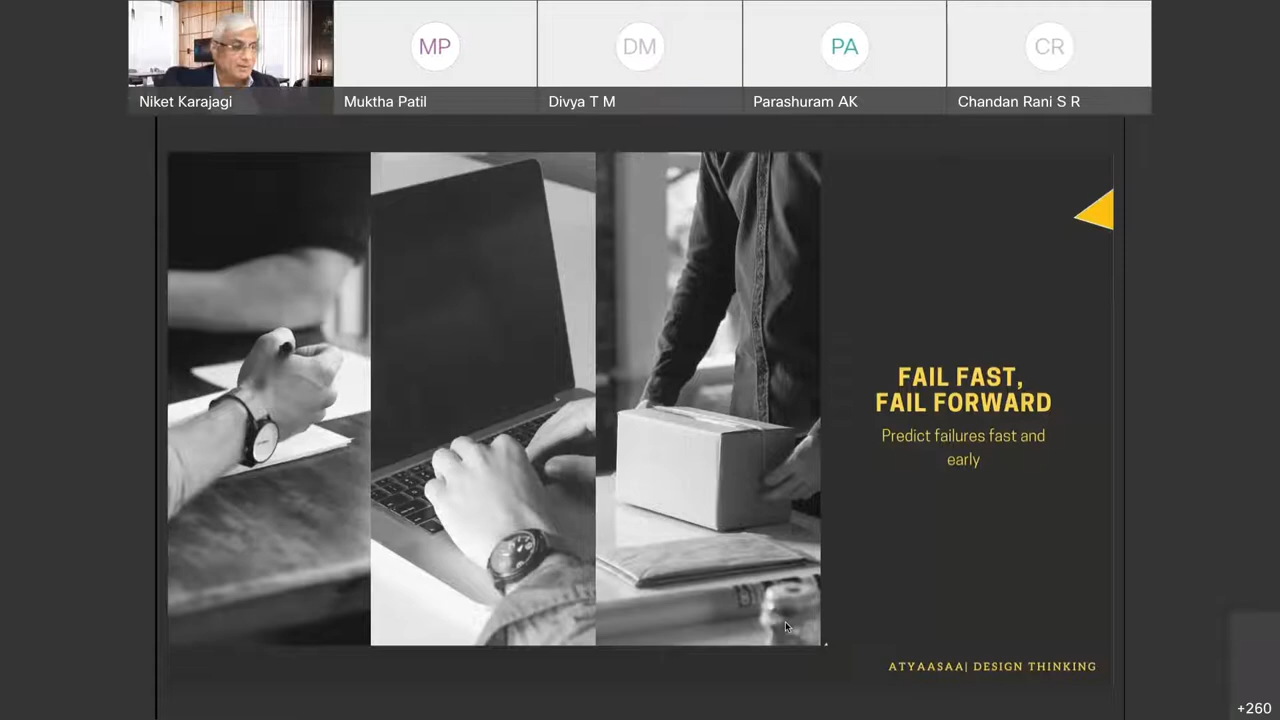 MP
DM
PA
CR
Niket Karajagi
Muktha Patil
Divya T M
Parashuram AK
Chandan Rani S R
FAIL FAST,
FAIL FORWARD
Predict failures fast and
early
ATYAASAA| DESIGN THINKING
+260